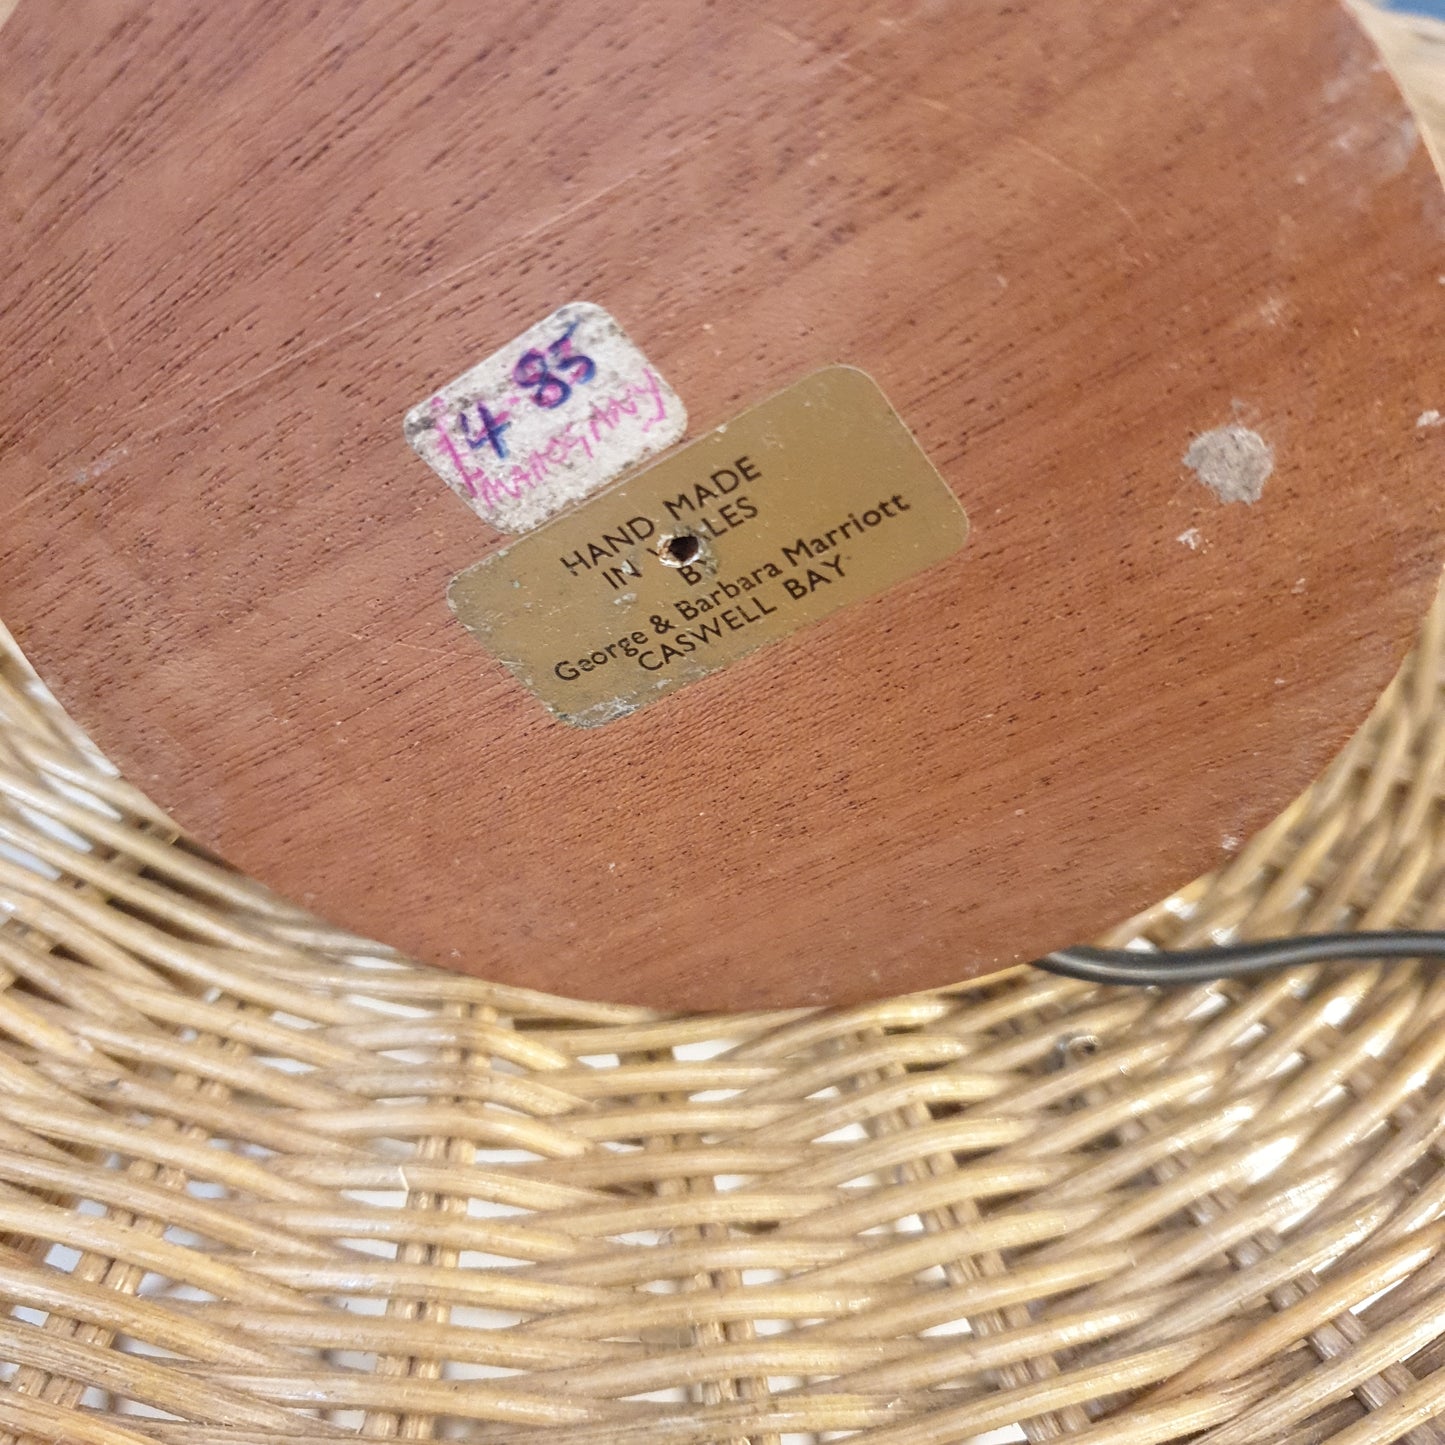 4.85
MAHOGANY
HAND MADE
IN WALES
BY
George & Barbara Marriott
CASWELL BAY